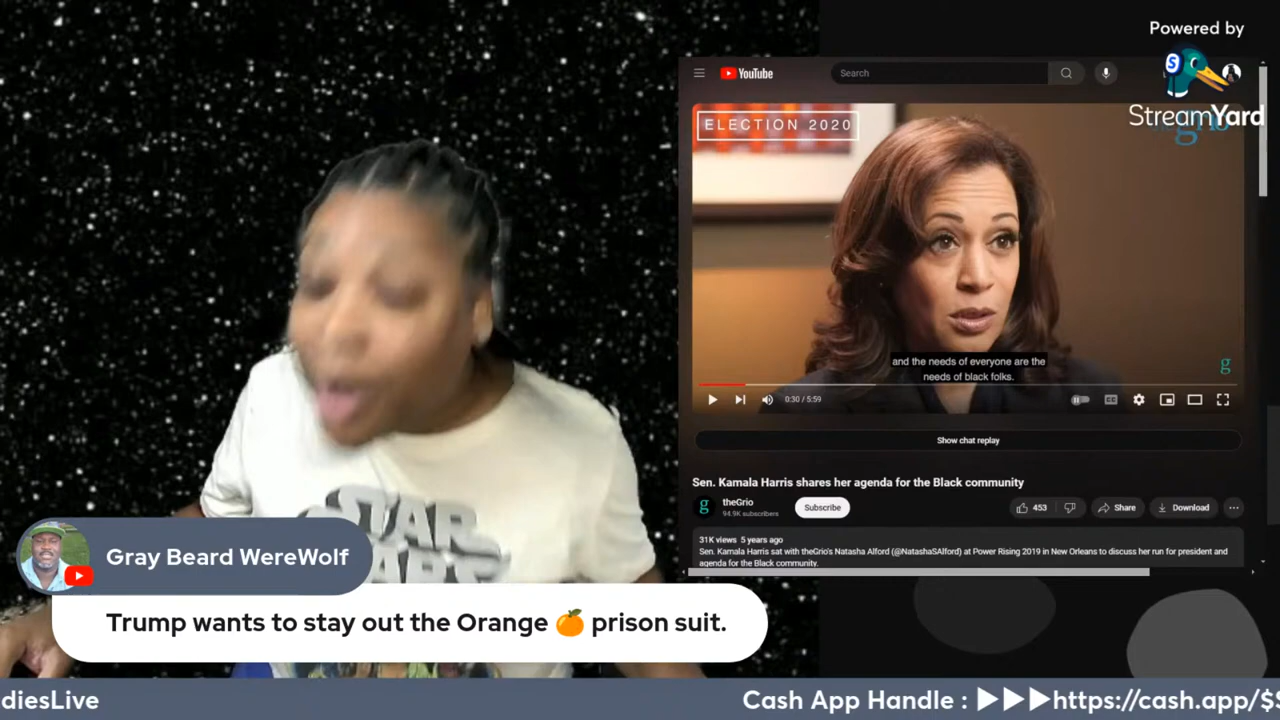 Powered by
StreamYard
YouTube
Search
ELECTION 2020
and the needs of everyone are the
needs of black folks.
0:30 / 5:59
Show chat replay
Sen. Kamala Harris shares her agenda for the Black community
g
theGrio
94.9K subscribers
Subscribe
453
Share
Download
31K views 5 years ago
Sen. Kamala Harris sat with theGrio's Natasha Alford (@NatashaSAlford) at Power Rising 2019 in New Orleans to discuss her run for president and
agenda for the Black community.
STAR
WARS
Gray Beard WereWolf
Trump wants to stay out the Orange 🍊 prison suit.
diesLive
Cash App Handle : ▶▶▶https://cash.app/$S